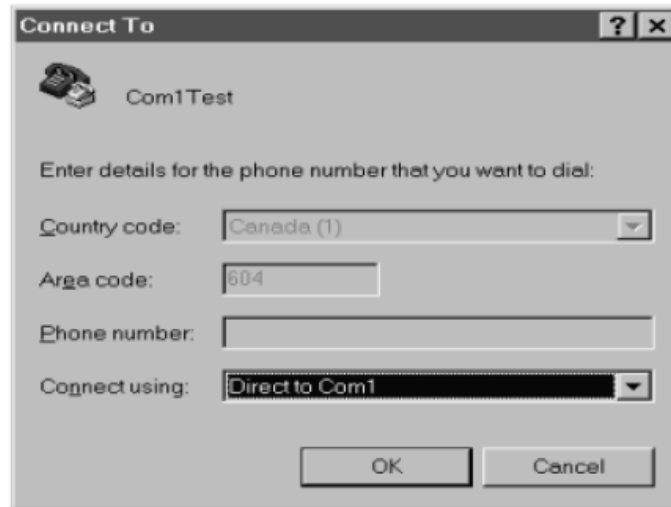 Connect To
Com1Test
Enter details for the phone number that you want to dial:
Country code: Canada (1)
Area code: 604
Phone number:
Connect using: Direct to Com1
OK Cancel